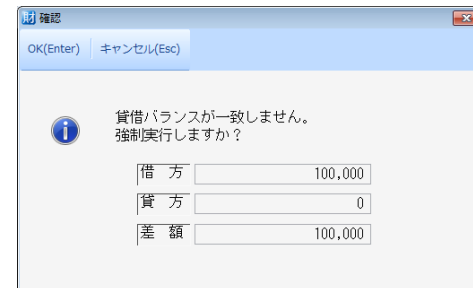 財 確認
OK(Enter) キャンセル(Esc)
貸借バランスが一致しません。
強制実行しますか？
借　方 100,000
貸　方 0
差　額 100,000